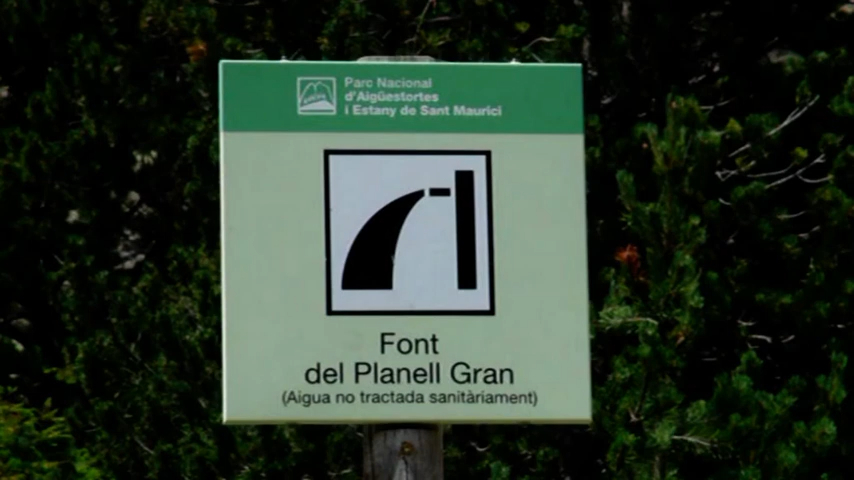 Parc Nacional
d'Aigüestortes
i Estany de Sant Maurici
Font
del Planell Gran
(Aigua no tractada sanitàriament)